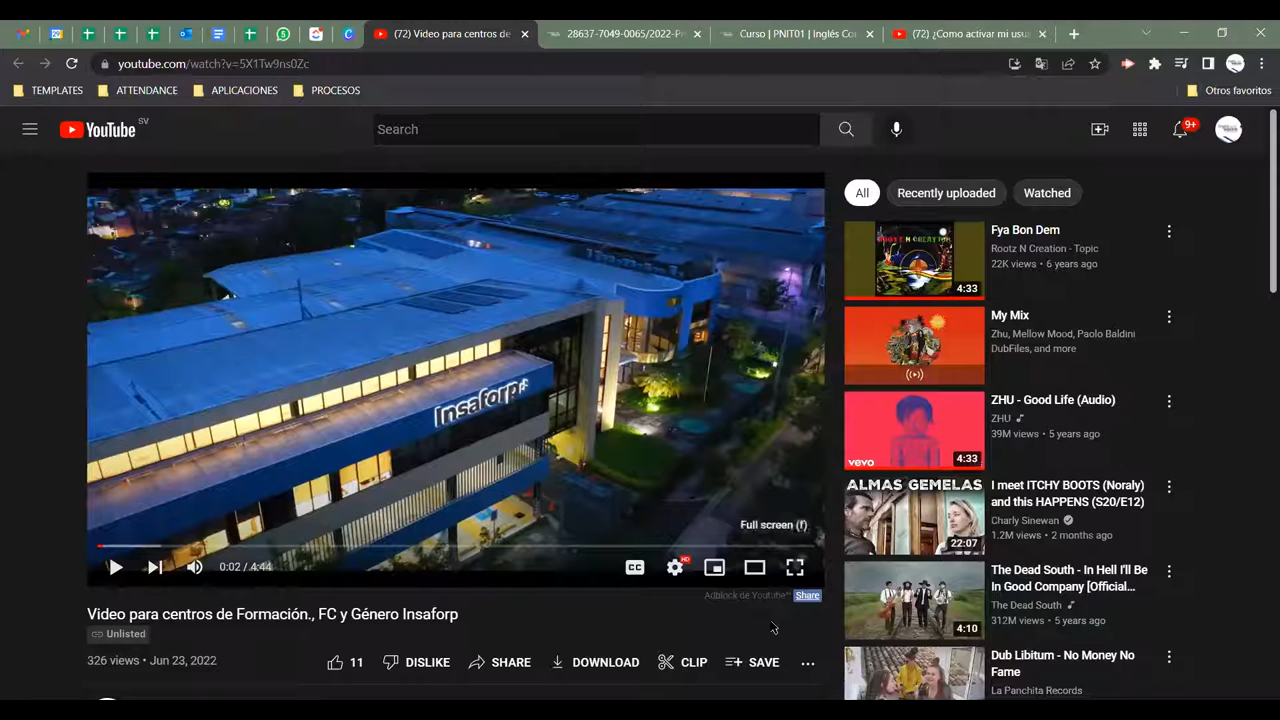 (72) Video para centros de
28637-7049-0065/2022-Pr
Curso | PNIT01 | Inglés Co
(72) ¿Como activar mi usu
youtube.com/watch?v=5X1Tw9ns0Zc
TEMPLATES
ATTENDANCE
APLICACIONES
PROCESOS
Otros favoritos
YouTube SV
Search
9+
All
Recently uploaded
Watched
Insaforp
Full screen (f)
0:02 / 4:44
CC
HD
Adblock de Youtube™
Share
Video para centros de Formación., FC y Género Insaforp
Unlisted
326 views • Jun 23, 2022
11
DISLIKE
SHARE
DOWNLOAD
CLIP
SAVE
ROOTZ N CREATION
4:33
Fya Bon Dem
Rootz N Creation - Topic
22K views • 6 years ago
My Mix
Zhu, Mellow Mood, Paolo Baldini
DubFiles, and more
vevo
4:33
ZHU - Good Life (Audio)
ZHU
39M views • 5 years ago
ALMAS GEMELAS
22:07
I meet ITCHY BOOTS (Noraly)
and this HAPPENS (S20/E12)
Charly Sinewan
1.2M views • 2 months ago
4:10
The Dead South - In Hell I'll Be
In Good Company [Official...
The Dead South
312M views • 5 years ago
Dub Libitum - No Money No
Fame
La Panchita Records